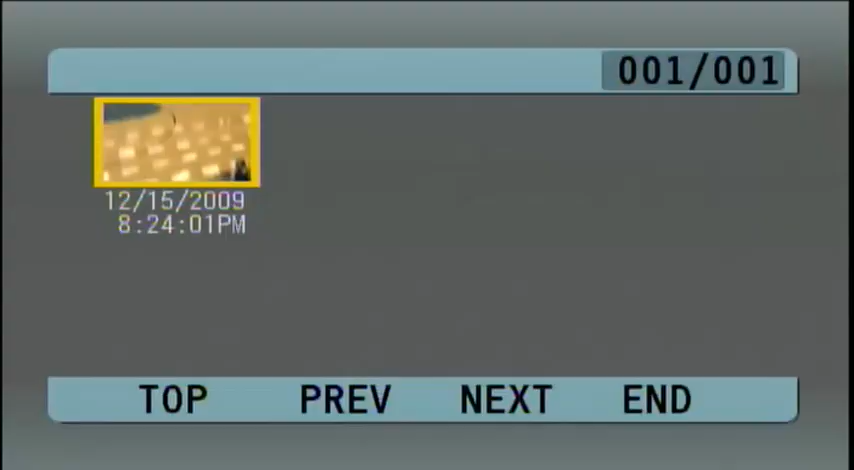 001/001
12/15/2009
8:24:01PM
TOP PREV NEXT END